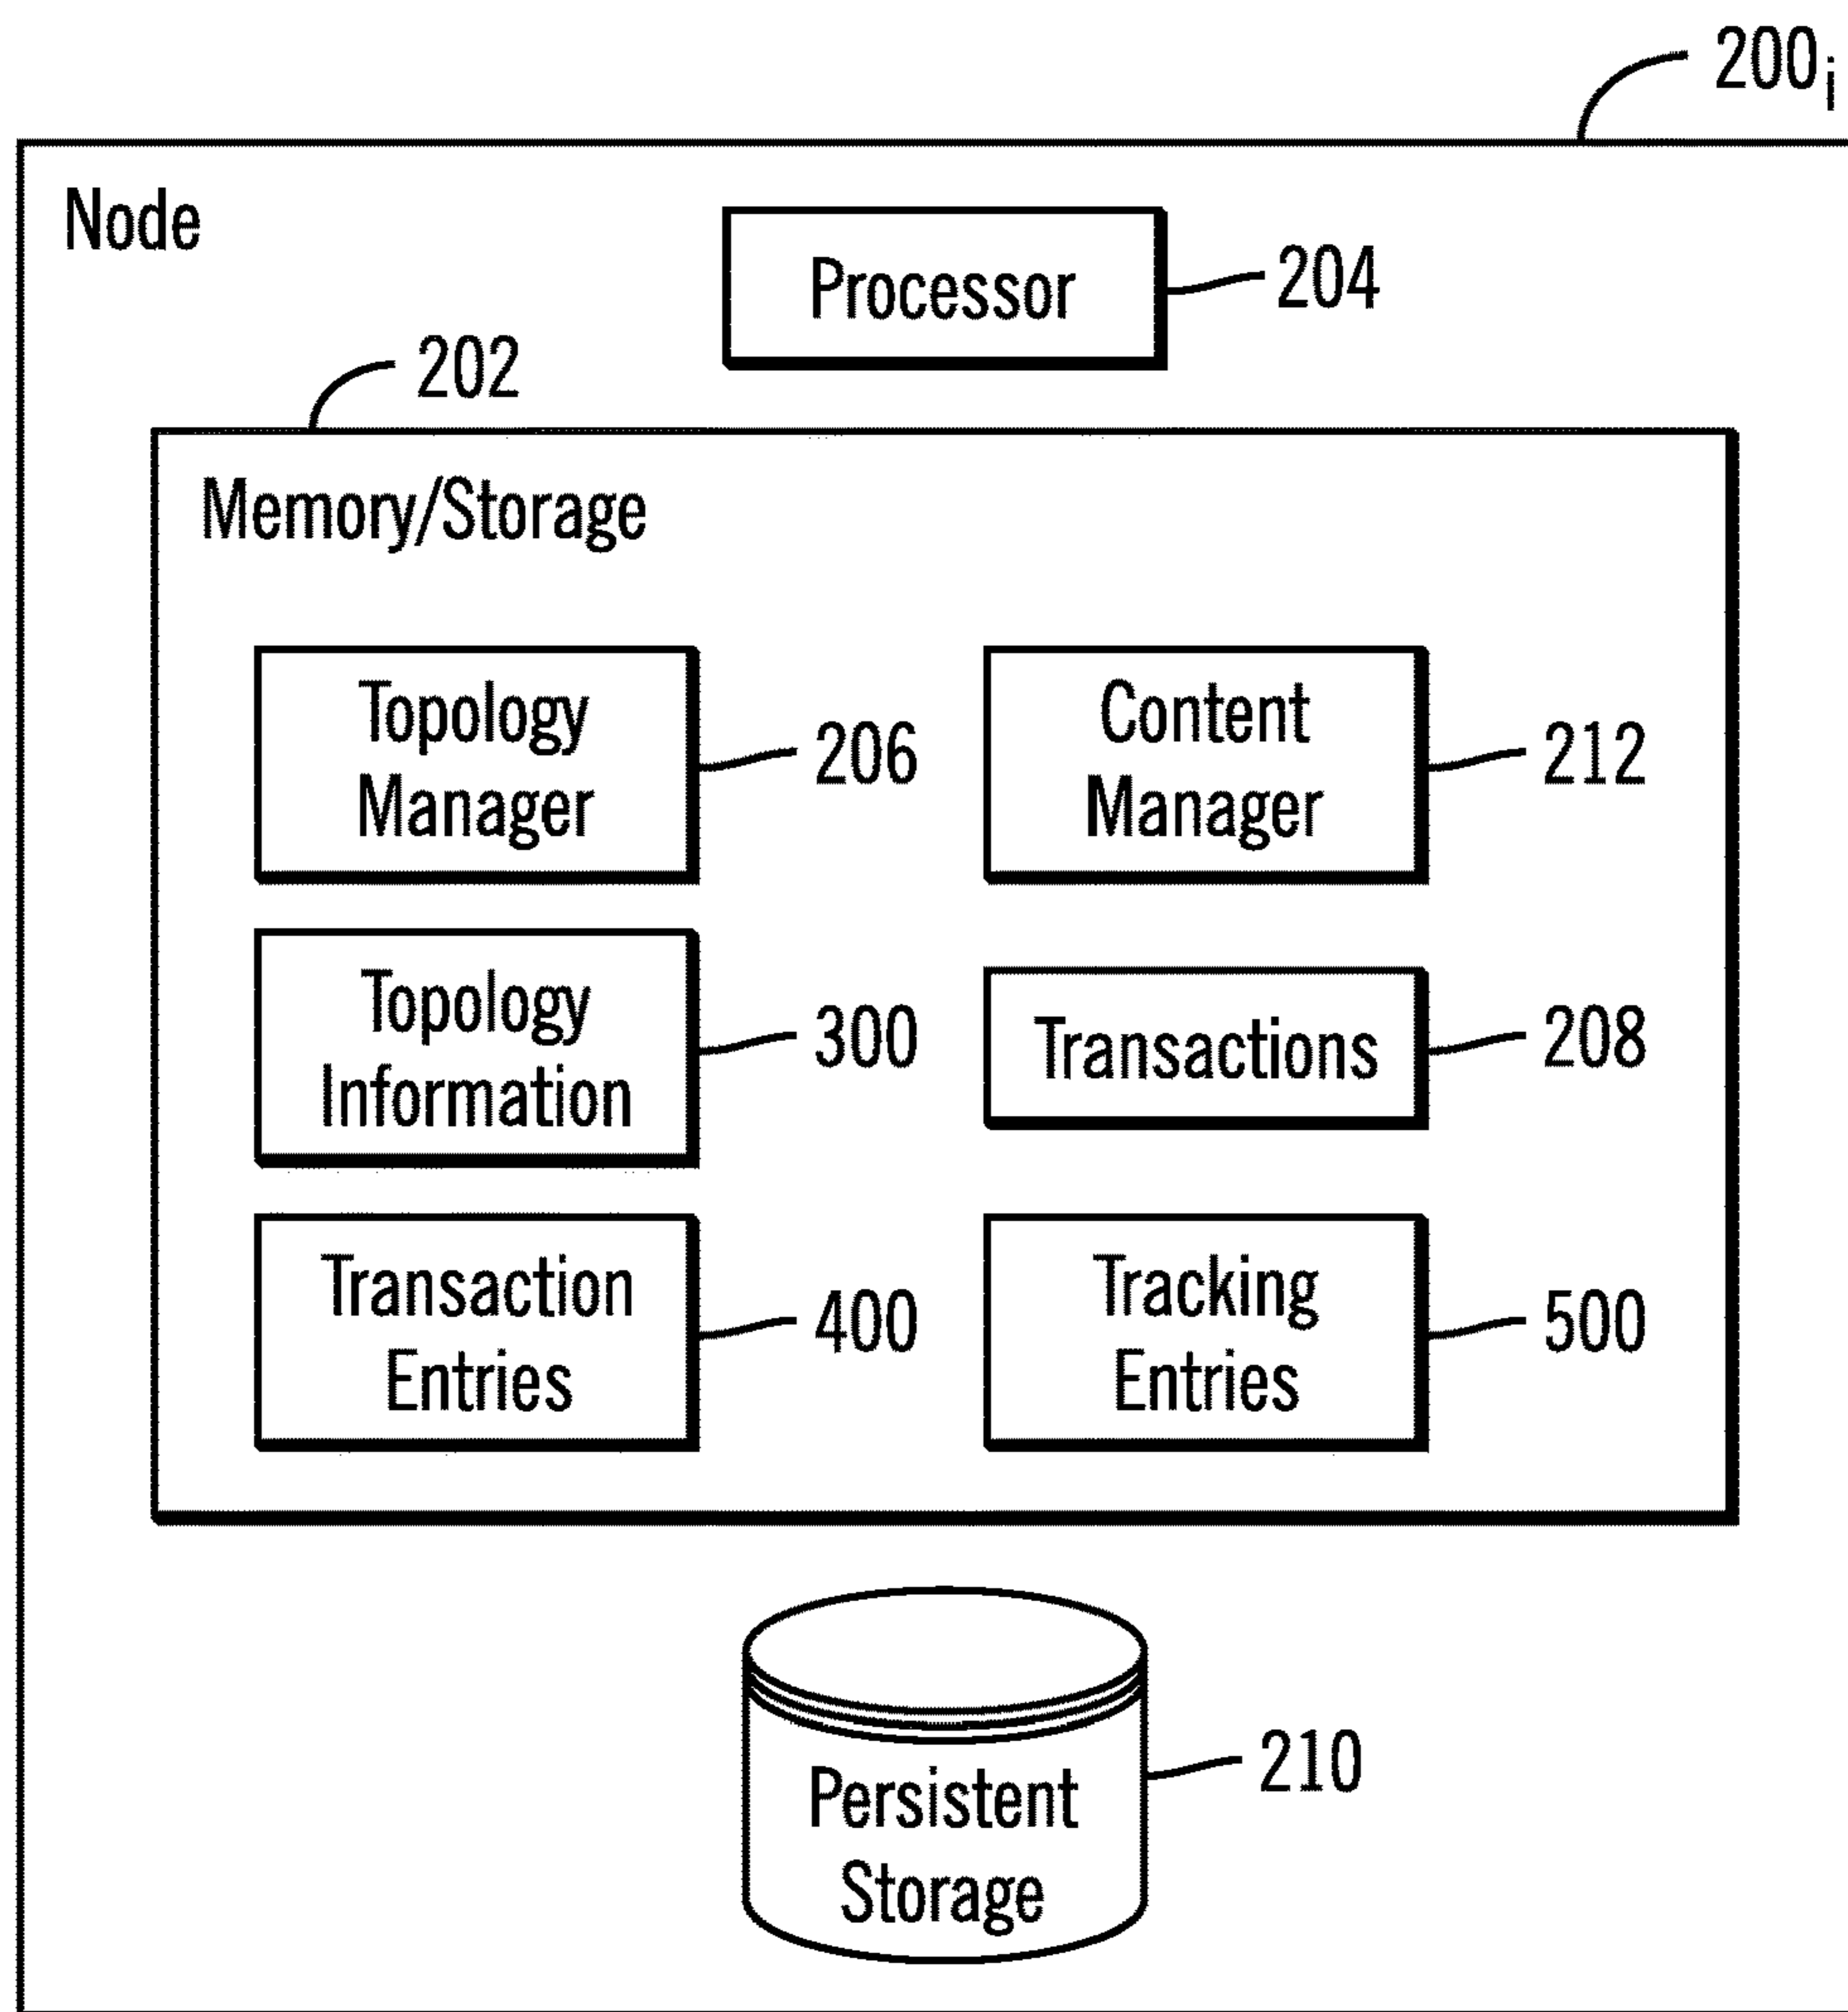 200i
Node
Processor
204
202
Memory/Storage
Topology
Manager
206
Content
Manager
212
Topology
Information
300
Transactions
208
Transaction
Entries
400
Tracking
Entries
500
Persistent
Storage
210